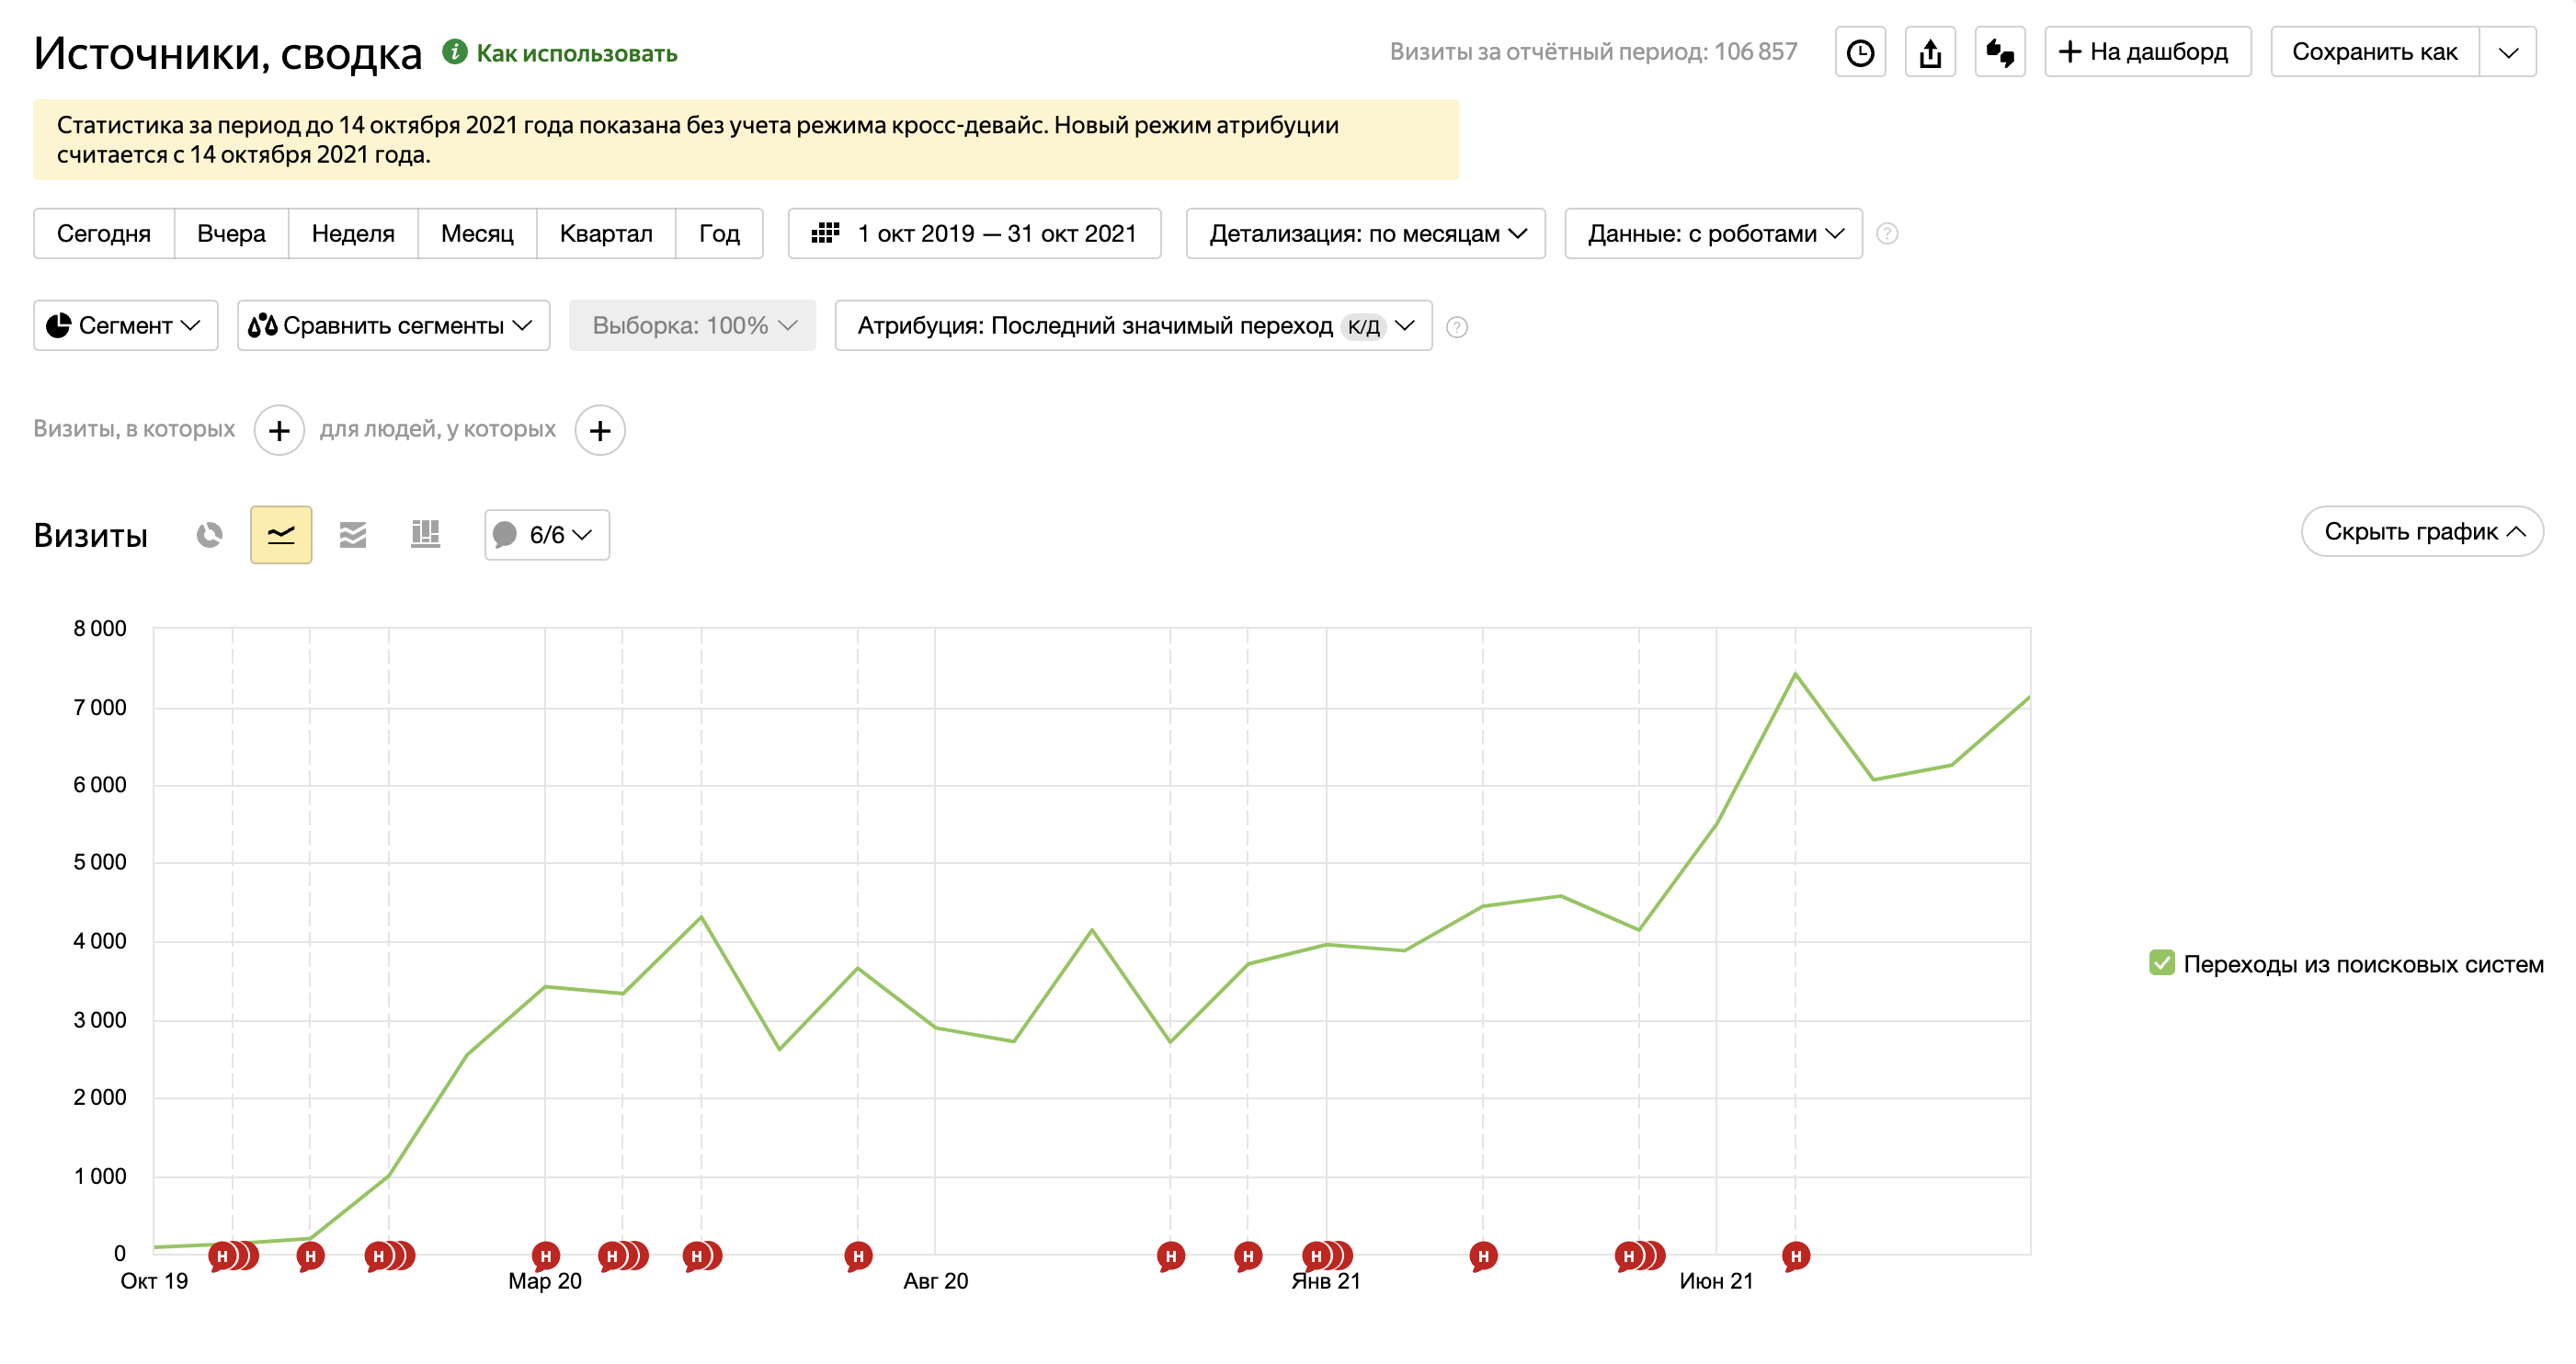 Источники, сводка
i Как использовать
Визиты за отчётный период: 106 857
На дашборд
Сохранить как
Статистика за период до 14 октября 2021 года показана без учета режима кросс-девайс. Новый режим атрибуции
считается с 14 октября 2021 года.
Сегодня Вчера Неделя Месяц Квартал Год
1 окт 2019 — 31 окт 2021
Детализация: по месяцам
Данные: с роботами
?
Сегмент
Сравнить сегменты
Выборка: 100%
Атрибуция: Последний значимый переход К/Д
?
Визиты, в которых + для людей, у которых +
Визиты
6/6
Скрыть график
8 000
7 000
6 000
5 000
4 000
3 000
2 000
1 000
0
Н Н Н Н Н Н Н Н Н Н Н Н Н
Окт 19 Мар 20 Авг 20 Янв 21 Июн 21
Переходы из поисковых систем